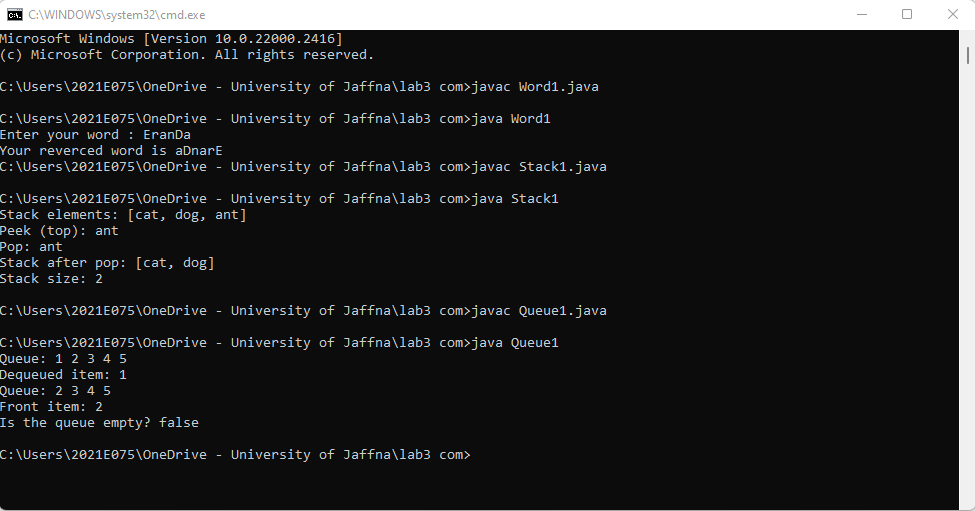 C:\WINDOWS\system32\cmd.exe
Microsoft Windows [Version 10.0.22000.2416]
(c) Microsoft Corporation. All rights reserved.
C:\Users\2021E075\OneDrive - University of Jaffna\lab3 com>javac Word1.java
C:\Users\2021E075\OneDrive - University of Jaffna\lab3 com>java Word1
Enter your word : EranDa
Your reverced word is aDnarE
C:\Users\2021E075\OneDrive - University of Jaffna\lab3 com>javac Stack1.java
C:\Users\2021E075\OneDrive - University of Jaffna\lab3 com>java Stack1
Stack elements: [cat, dog, ant]
Peek (top): ant
Pop: ant
Stack after pop: [cat, dog]
Stack size: 2
C:\Users\2021E075\OneDrive - University of Jaffna\lab3 com>javac Queue1.java
C:\Users\2021E075\OneDrive - University of Jaffna\lab3 com>java Queue1
Queue: 1 2 3 4 5
Dequeued item: 1
Queue: 2 3 4 5
Front item: 2
Is the queue empty? false
C:\Users\2021E075\OneDrive - University of Jaffna\lab3 com>